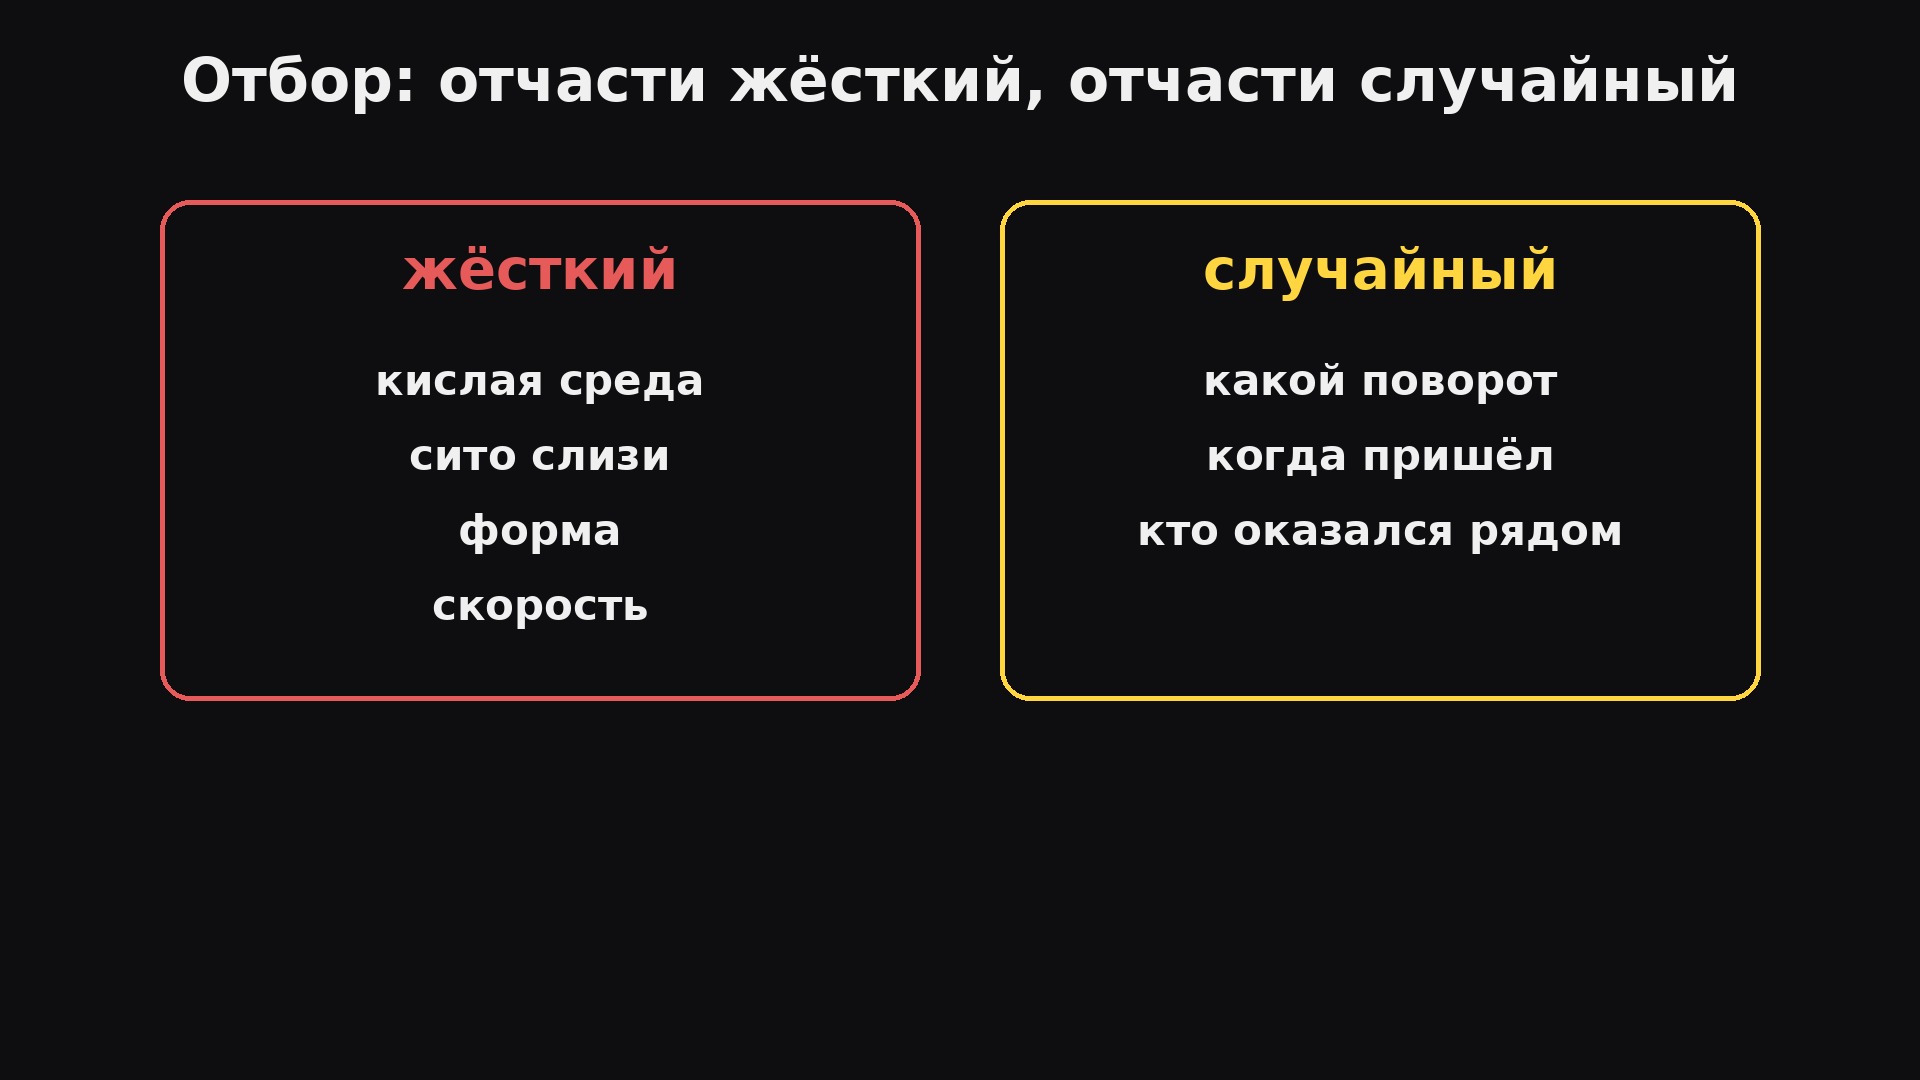 Отбор: отчасти жёсткий, отчасти случайный
жёсткий
кислая среда
сито слизи
форма
скорость
случайный
какой поворот
когда пришёл
кто оказался рядом